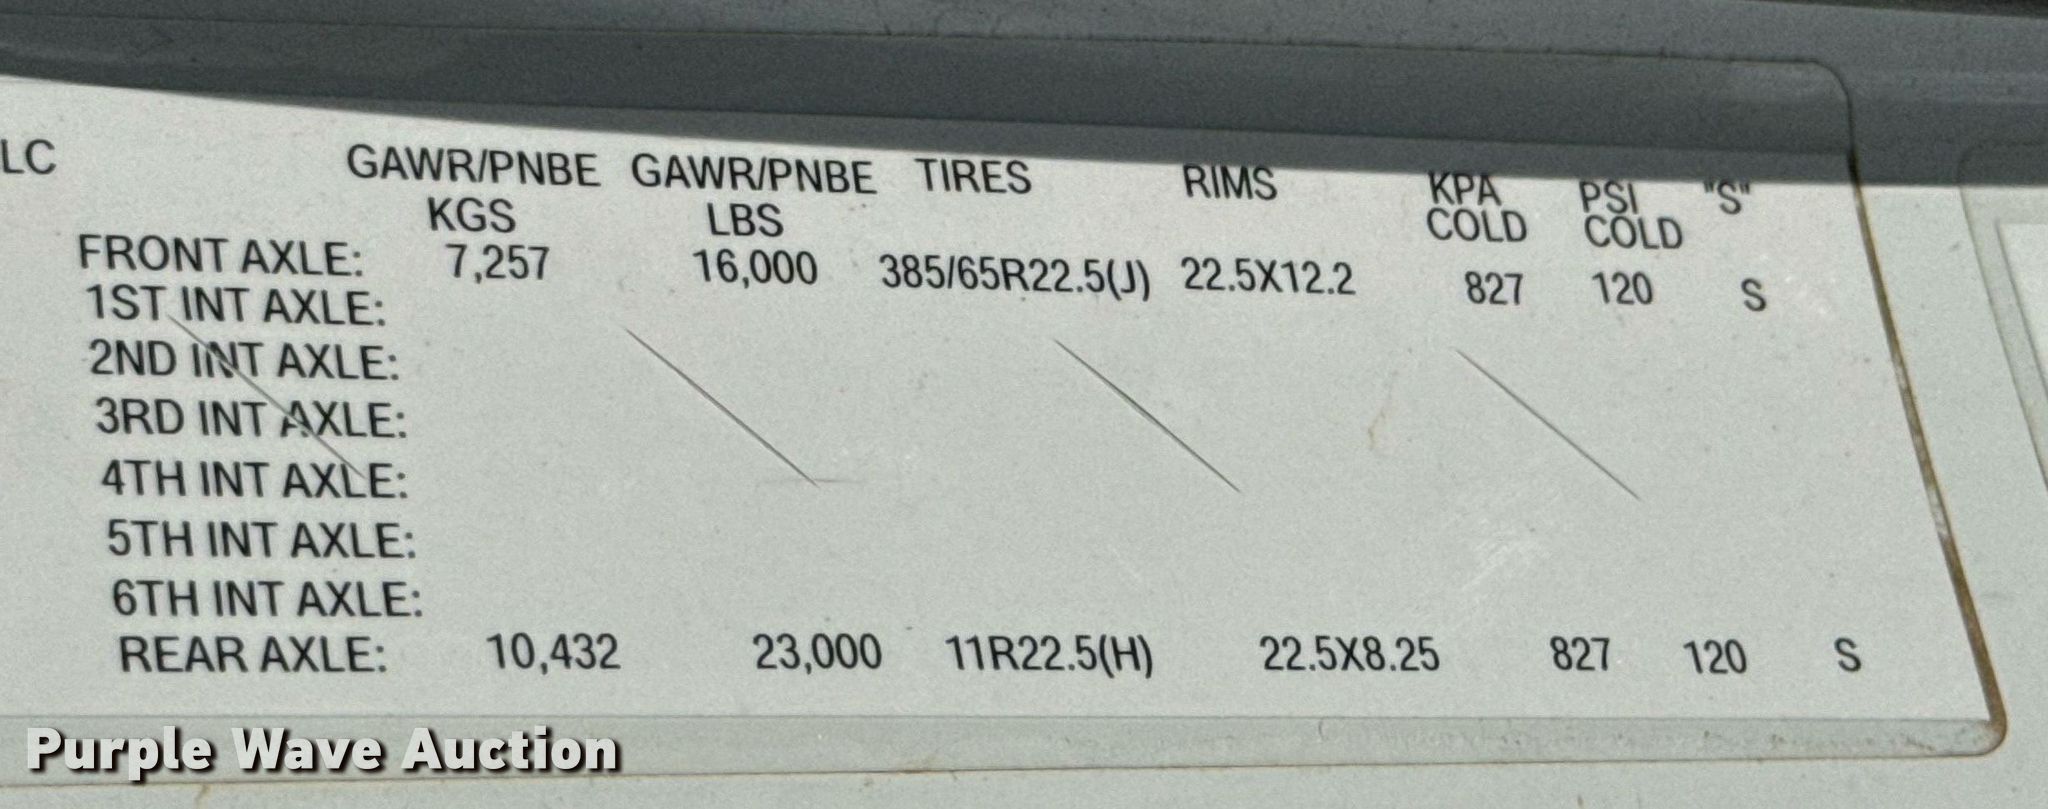 LC
GAWR/PNBE GAWR/PNBE TIRES RIMS KPA PSI "S"
KGS LBS COLD COLD
FRONT AXLE: 7,257 16,000 385/65R22.5(J) 22.5X12.2 827 120 S
1ST INT AXLE:
2ND INT AXLE:
3RD INT AXLE:
4TH INT AXLE:
5TH INT AXLE:
6TH INT AXLE:
REAR AXLE: 10,432 23,000 11R22.5(H) 22.5X8.25 827 120 S
Purple Wave Auction